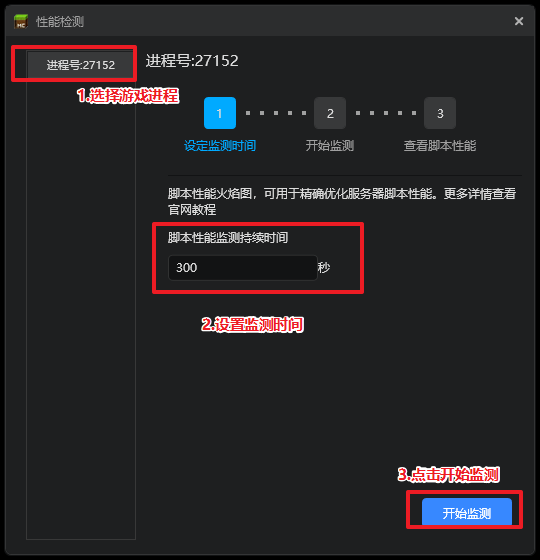 性能检测
进程号:27152
进程号:27152
1.选择游戏进程
1
2
3
设定监测时间
开始监测
查看脚本性能
脚本性能火焰图，可用于精确优化服务器脚本性能。更多详情查看
官网教程
脚本性能监测持续时间
300
秒
2.设置监测时间
3.点击开始监测
开始监测